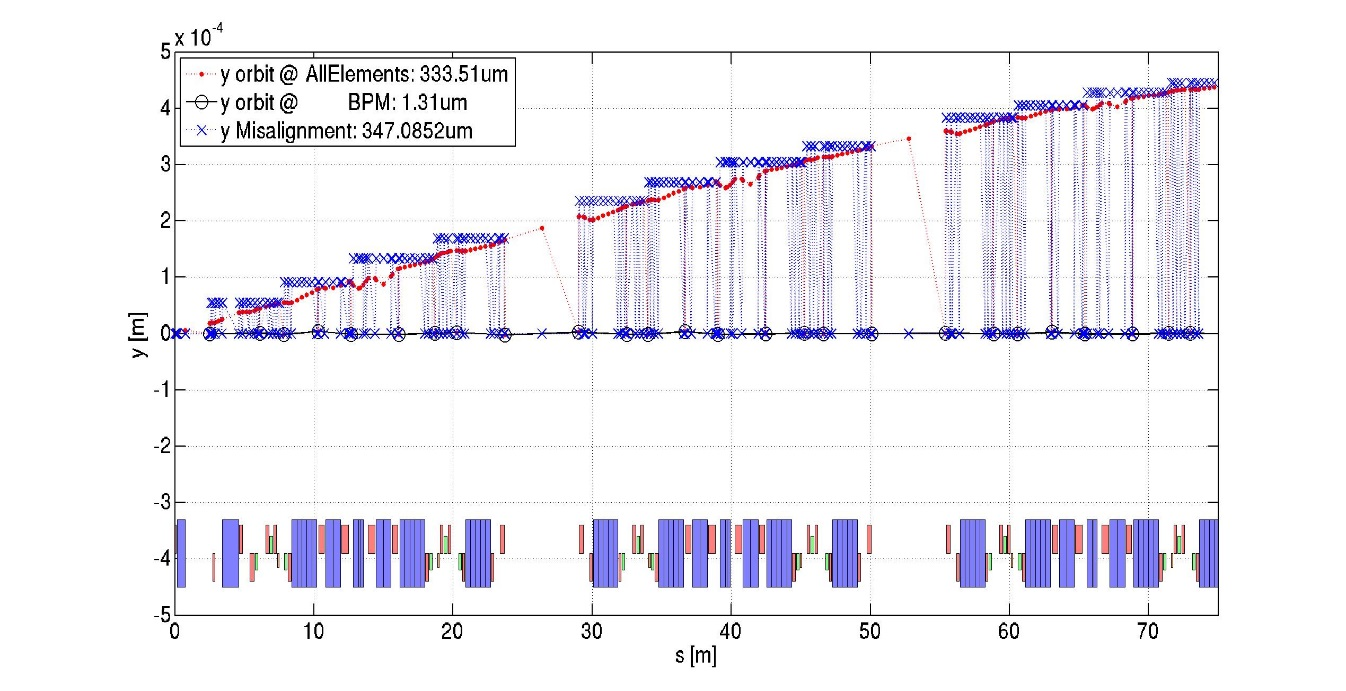 x 10-4
5
y orbit @ AllElements: 333.51um
y orbit @ BPM: 1.31um
y Misalignment: 347.0852um
4
3
2
1
0
-1
-2
-3
-4
-5
y [m]
0 10 20 30 40 50 60 70
s [m]